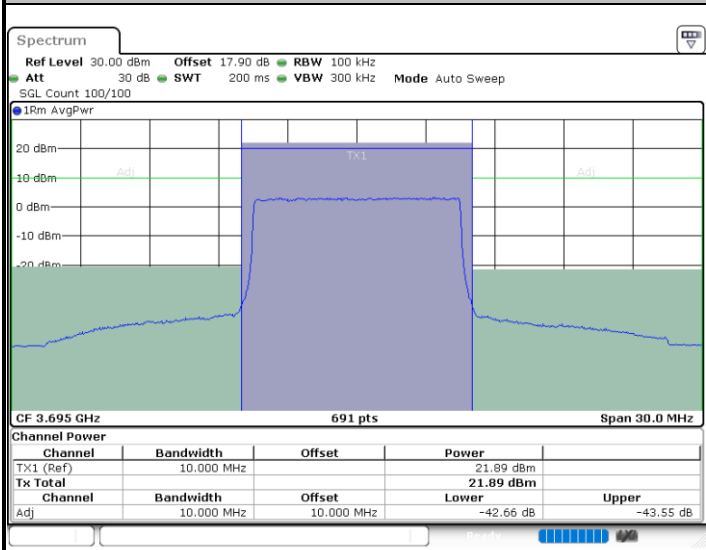 Spectrum
Ref Level 30.00 dBm Offset 17.90 dB RBW 100 kHz
Att 30 dB SWT 200 ms VBW 300 kHz Mode Auto Sweep
SGL Count 100/100
1Rm AvgPwr
20 dBm
TX1
10 dBm
Adj
Adj
0 dBm
-10 dBm
-20 dBm
CF 3.695 GHz 691 pts Span 30.0 MHz
Channel Power
Channel Bandwidth Offset Power
TX1 (Ref) 10.000 MHz 21.89 dBm
Tx Total 21.89 dBm
Channel Bandwidth Offset Lower Upper
Adj 10.000 MHz 10.000 MHz -42.66 dB -43.55 dB
Ready